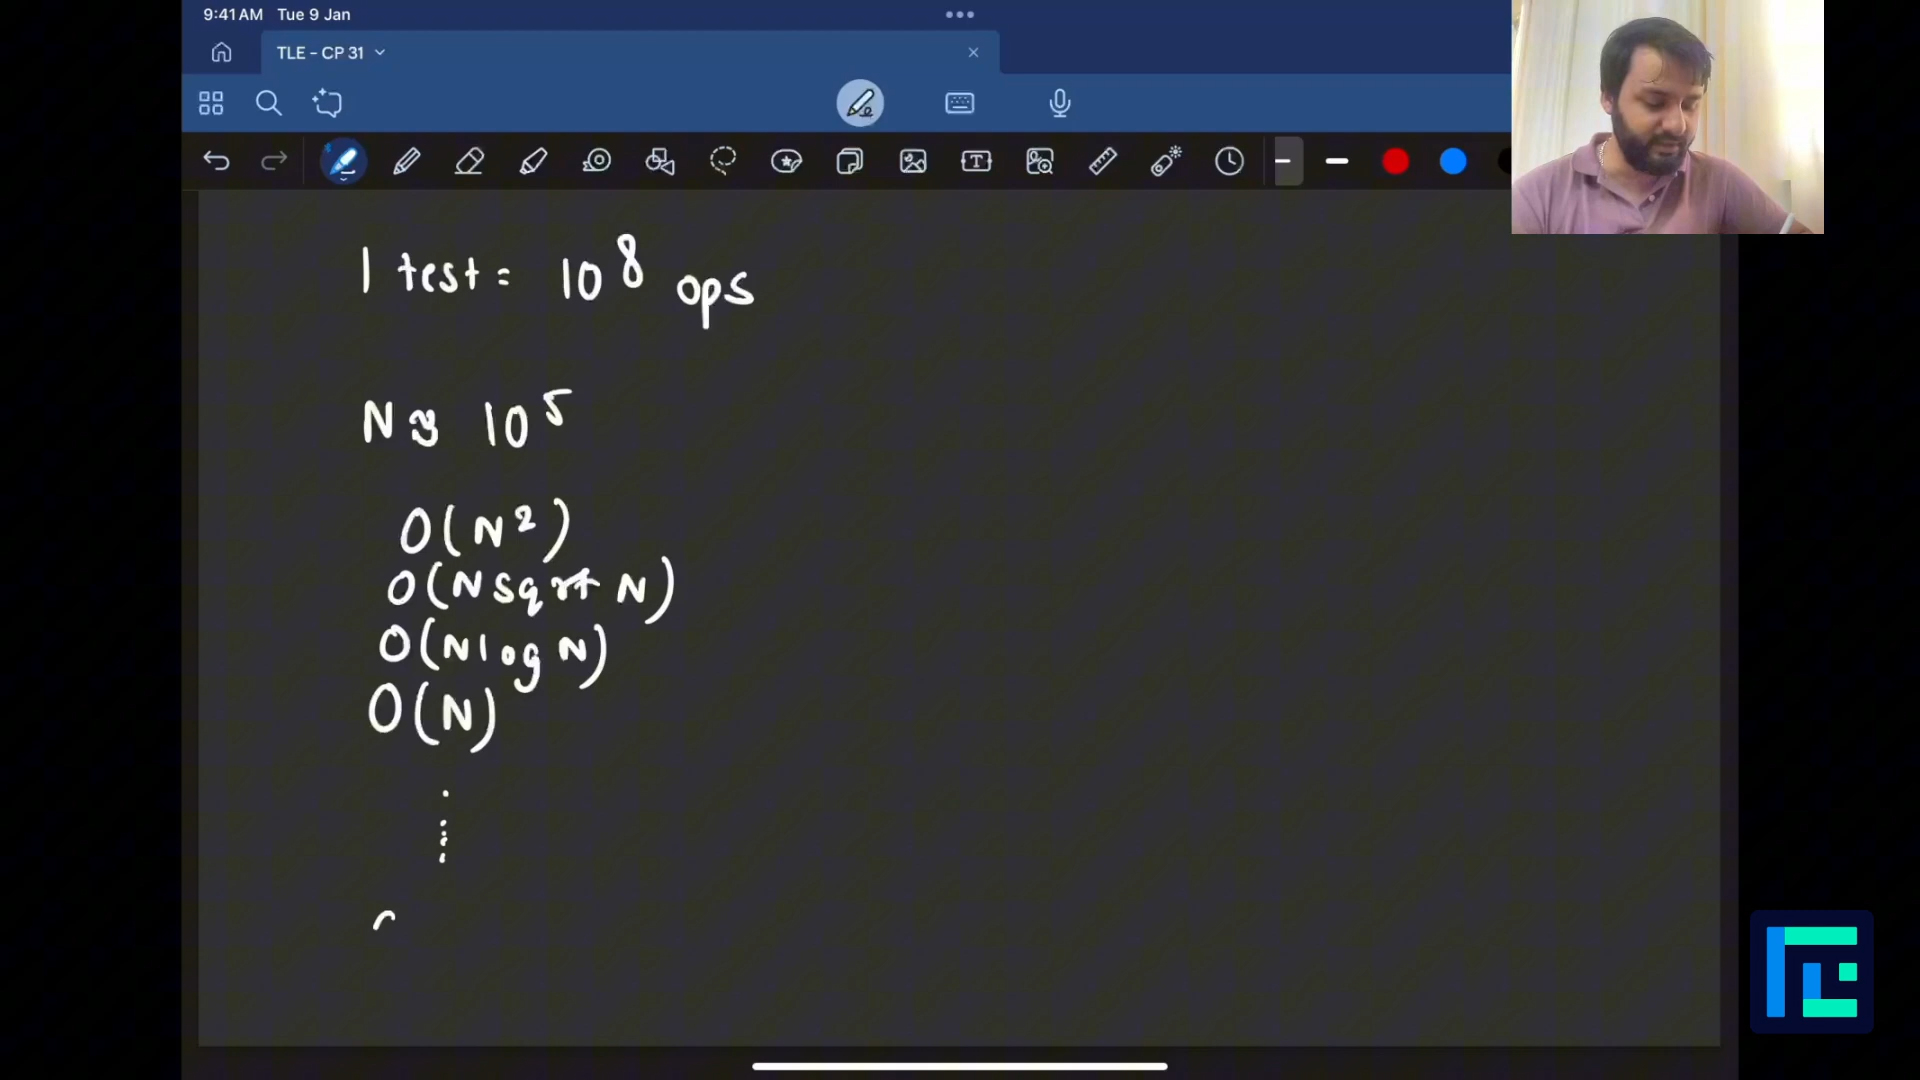 9:41 AM Tue 9 Jan
TLE - CP 31
1 test = 10^8 ops
N ≈ 10^5
O(N^2)
O(N sqrt N)
O(N log N)
O(N)